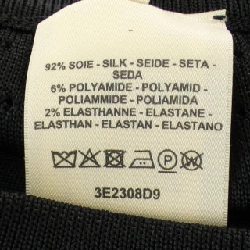 92% SOIE - SILK - SEIDE - SETA -
SEDA
6% POLYAMIDE - POLYAMID -
POLIAMMIDE - POLIAMIDA
2% ELASTHANNE - ELASTANE -
ELASTHAN - ELASTAN - ELASTANO
3E2308D9